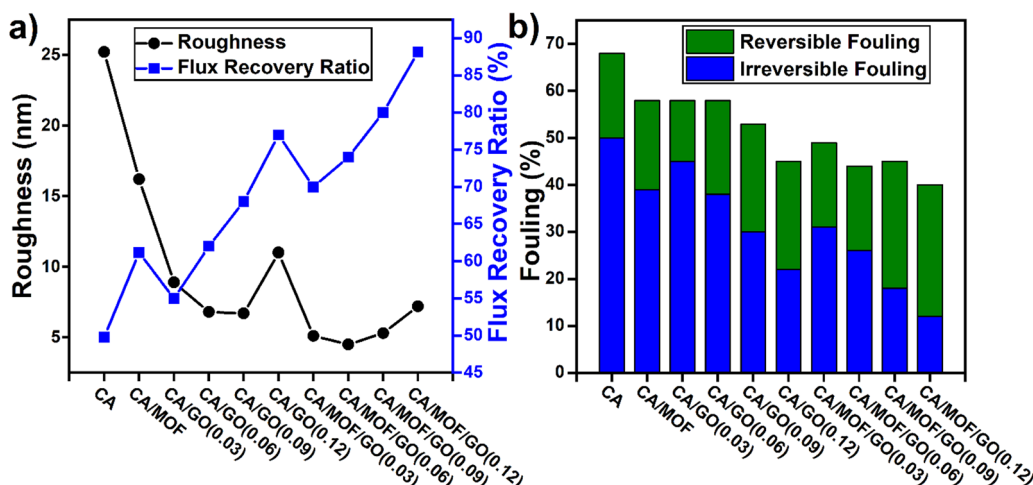 a)
Roughness
Flux Recovery Ratio
Roughness (nm)
25
20
15
10
5
Flux Recovery Ratio (%)
90
85
80
75
70
65
60
55
50
45
CA
CA/MOF
CA/GO(0.03)
CA/GO(0.06)
CA/GO(0.09)
CA/GO(0.12)
CA/MOF/GO(0.03)
CA/MOF/GO(0.06)
CA/MOF/GO(0.09)
CA/MOF/GO(0.12)
b)
Reversible Fouling
Irreversible Fouling
Fouling (%)
70
60
50
40
30
20
10
0
CA
CA/MOF
CA/GO(0.03)
CA/GO(0.06)
CA/GO(0.09)
CA/GO(0.12)
CA/MOF/GO(0.03)
CA/MOF/GO(0.06)
CA/MOF/GO(0.09)
CA/MOF/GO(0.12)